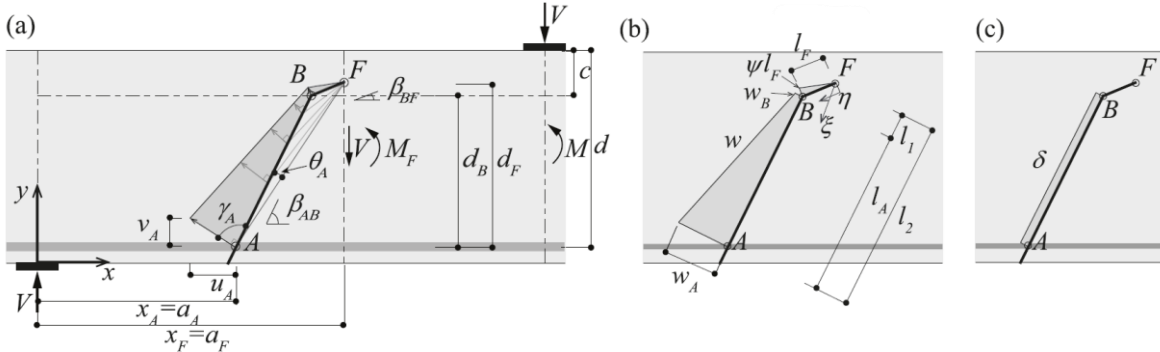 (a)
V
c
B
F
β_BF
V
M_F
M
d
θ_A
d_B
d_F
y
v_A
γ_A
β_AB
A
x
u_A
V
x_A=a_A
x_F=a_F
(b)
l_F
ψl_F
F
w_B
B
η
ξ
w
l_1
l_A
l_2
A
w_A
(c)
F
B
δ
A